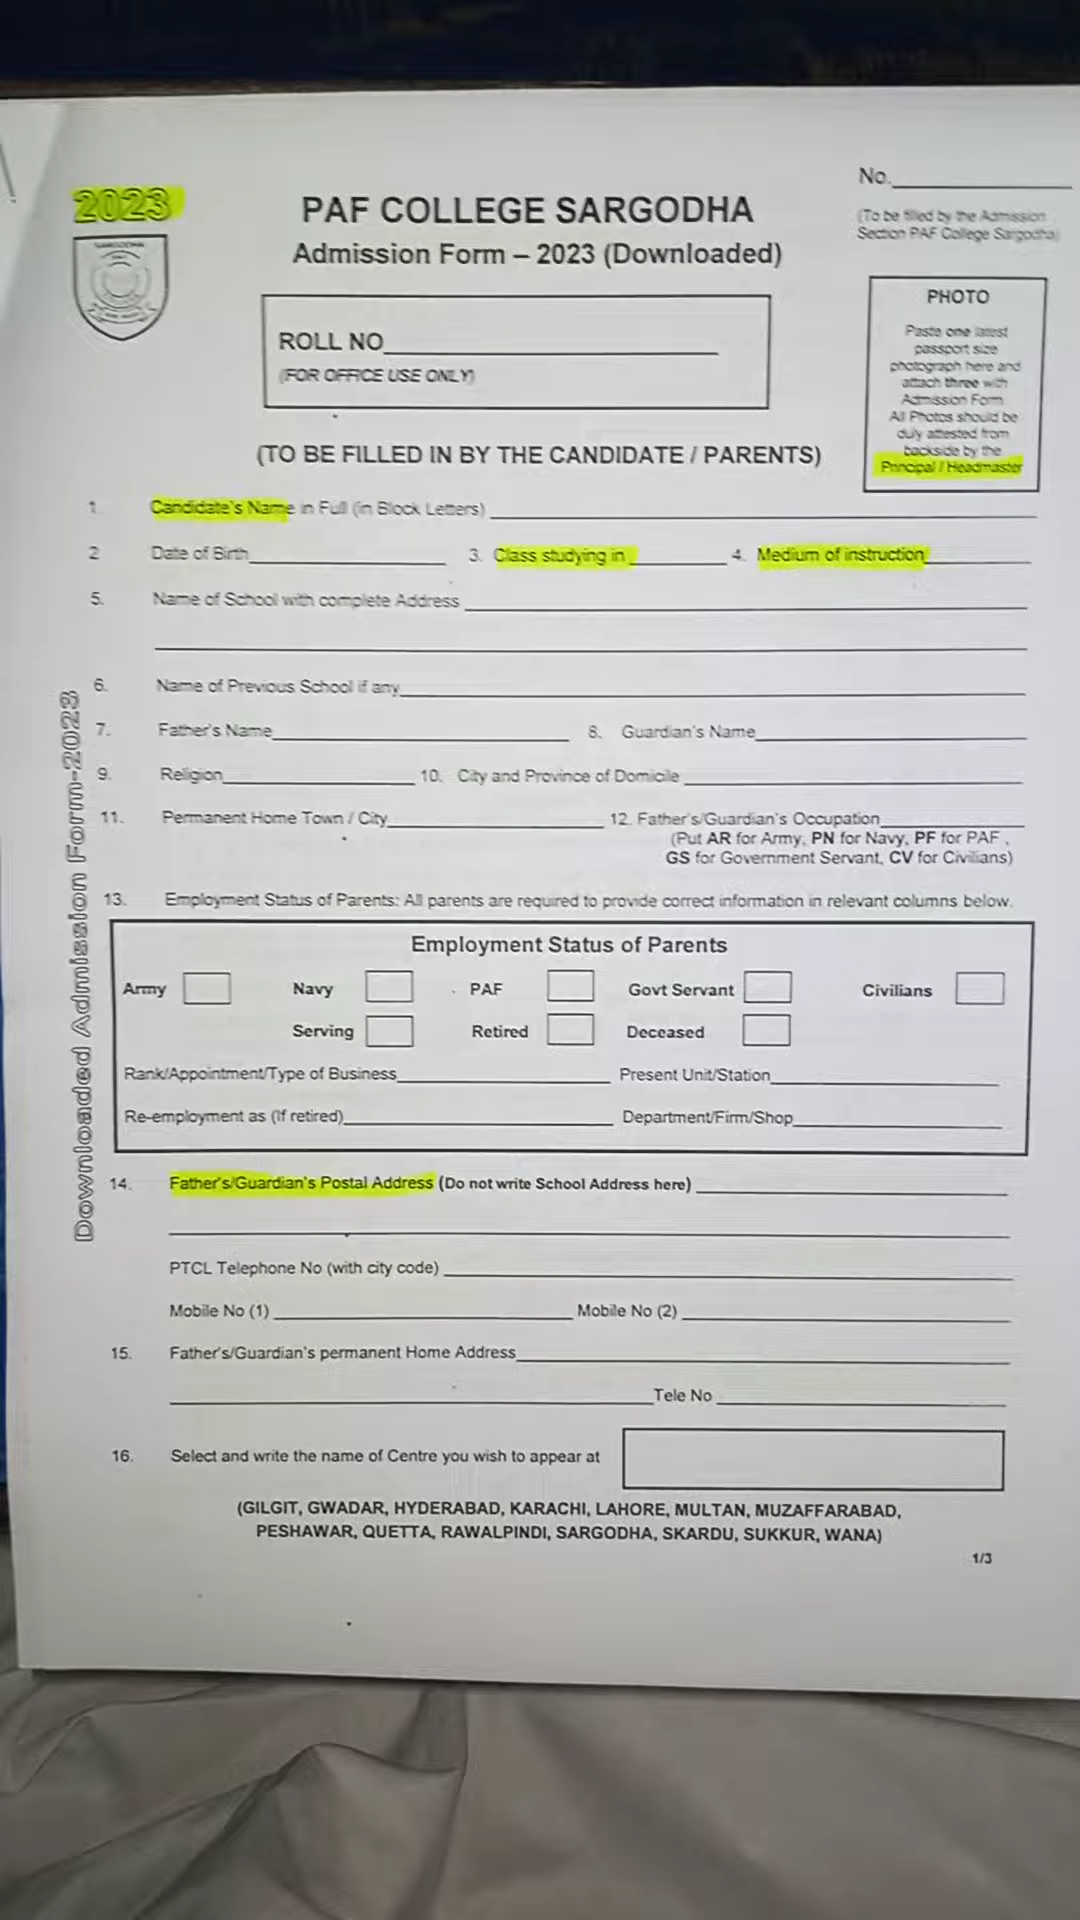 No.
2023
PAF COLLEGE SARGODHA
(To be filled by the Admission
Section PAF College Sargodha)
Admission Form – 2023 (Downloaded)
SARGODHA
ROLL NO
(FOR OFFICE USE ONLY)
PHOTO
Paste one latest
passport size
photograph here and
attach three with
Admission Form
All Photos should be
duly attested from
backside by the
Principal / Headmaster
(TO BE FILLED IN BY THE CANDIDATE / PARENTS)
1. Candidate's Name in Full (in Block Letters)
2 Date of Birth 3. Class studying in 4. Medium of instruction
5. Name of School with complete Address
6. Name of Previous School if any
7. Father's Name 8. Guardian's Name
9. Religion 10. City and Province of Domicile
11. Permanent Home Town / City 12. Father's/Guardian's Occupation
(Put AR for Army, PN for Navy, PF for PAF ,
GS for Government Servant, CV for Civilians)
13. Employment Status of Parents: All parents are required to provide correct information in relevant columns below.
Downloaded Admission Form-2023
Employment Status of Parents
Army Navy PAF Govt Servant Civilians
Serving Retired Deceased
Rank/Appointment/Type of Business Present Unit/Station
Re-employment as (If retired) Department/Firm/Shop
14. Father's/Guardian's Postal Address (Do not write School Address here)
PTCL Telephone No (with city code)
Mobile No (1) Mobile No (2)
15. Father's/Guardian's permanent Home Address
Tele No
16. Select and write the name of Centre you wish to appear at
(GILGIT, GWADAR, HYDERABAD, KARACHI, LAHORE, MULTAN, MUZAFFARABAD,
PESHAWAR, QUETTA, RAWALPINDI, SARGODHA, SKARDU, SUKKUR, WANA)
1/3